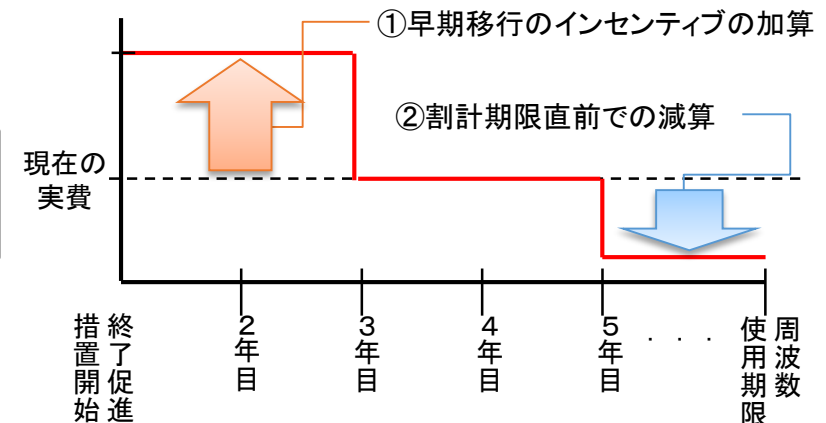 ①早期移行のインセンティブの加算
②割計期限直前での減算
現在の
実費
終了促進
措置開始
２年目
３年目
４年目
５年目
. . .
周波数
使用期限